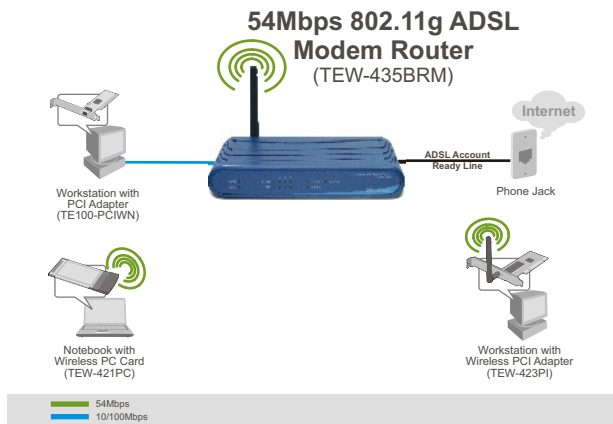 54Mbps 802.11g ADSL
Modem Router
(TEW-435BRM)
Internet
ADSL Account
Ready Line
Phone Jack
Workstation with
PCI Adapter
(TE100-PCIWN)
Notebook with
Wireless PC Card
(TEW-421PC)
Workstation with
Wireless PCI Adapter
(TEW-423PI)
54Mbps
10/100Mbps